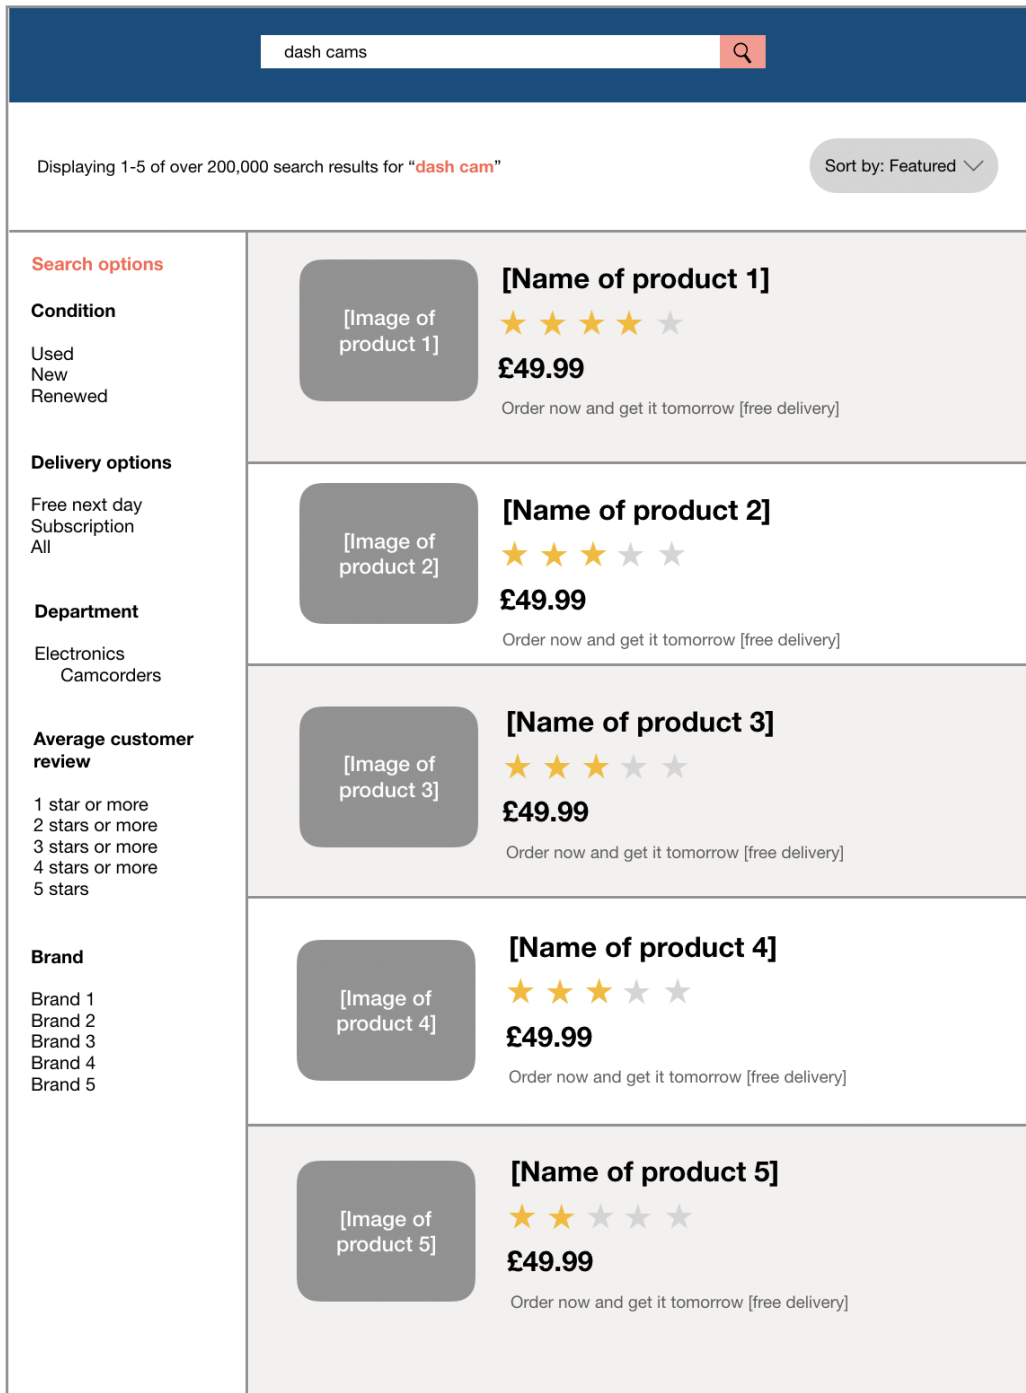 dash cams
Displaying 1-5 of over 200,000 search results for “dash cam”
Sort by: Featured
Search options
Condition
Used
New
Renewed
Delivery options
Free next day
Subscription
All
Department
Electronics
Camcorders
Average customer
review
1 star or more
2 stars or more
3 stars or more
4 stars or more
5 stars
Brand
Brand 1
Brand 2
Brand 3
Brand 4
Brand 5
[Image of
product 1]
[Name of product 1]
£49.99
Order now and get it tomorrow [free delivery]
[Image of
product 2]
[Name of product 2]
£49.99
Order now and get it tomorrow [free delivery]
[Image of
product 3]
[Name of product 3]
£49.99
Order now and get it tomorrow [free delivery]
[Image of
product 4]
[Name of product 4]
£49.99
Order now and get it tomorrow [free delivery]
[Image of
product 5]
[Name of product 5]
£49.99
Order now and get it tomorrow [free delivery]